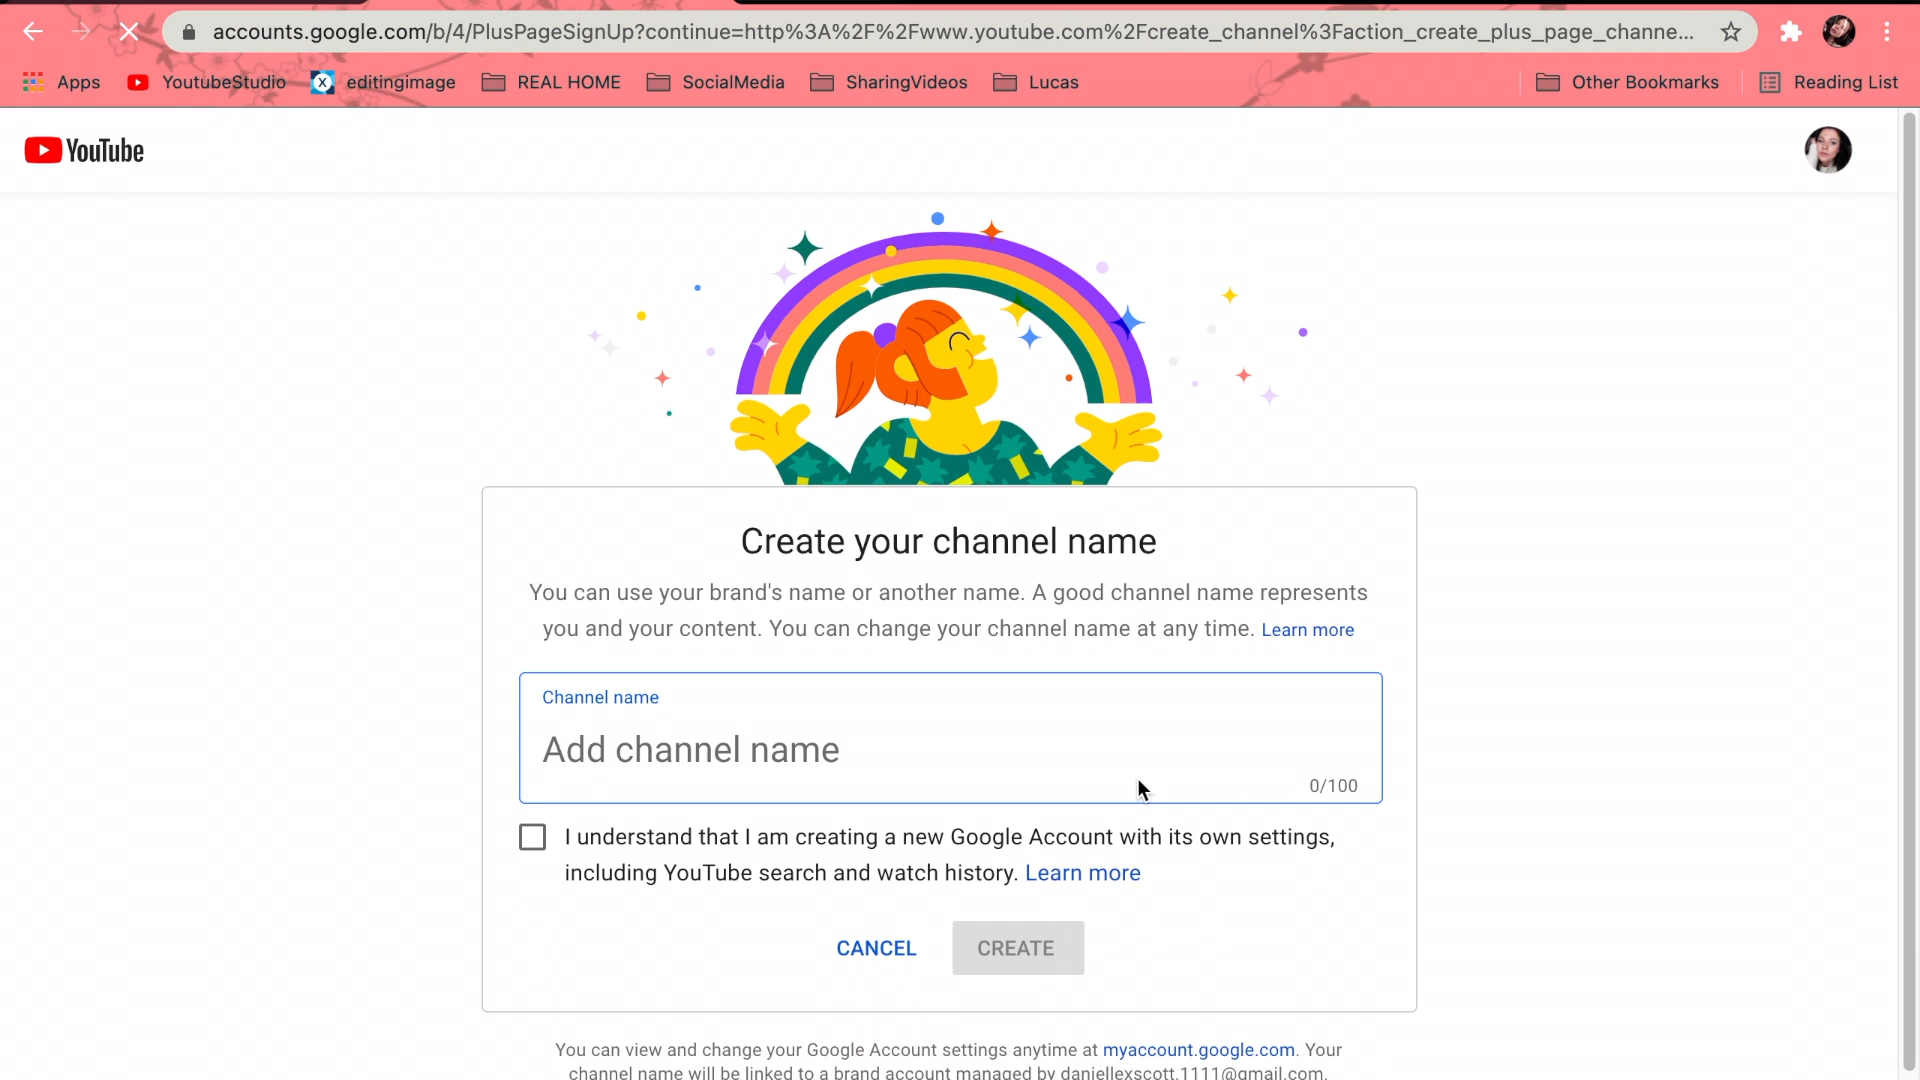 accounts.google.com/b/4/PlusPageSignUp?continue=http%3A%2F%2Fwww.youtube.com%2Fcreate_channel%3Faction_create_plus_page_channe...
Apps YoutubeStudio editingimage REAL HOME SocialMedia SharingVideos Lucas Other Bookmarks Reading List
YouTube
Create your channel name
You can use your brand's name or another name. A good channel name represents
you and your content. You can change your channel name at any time. Learn more
Channel name
Add channel name
0/100
I understand that I am creating a new Google Account with its own settings,
including YouTube search and watch history. Learn more
CANCEL CREATE
You can view and change your Google Account settings anytime at myaccount.google.com. Your
channel name will be linked to a brand account managed by daniellexscott.1111@gmail.com.